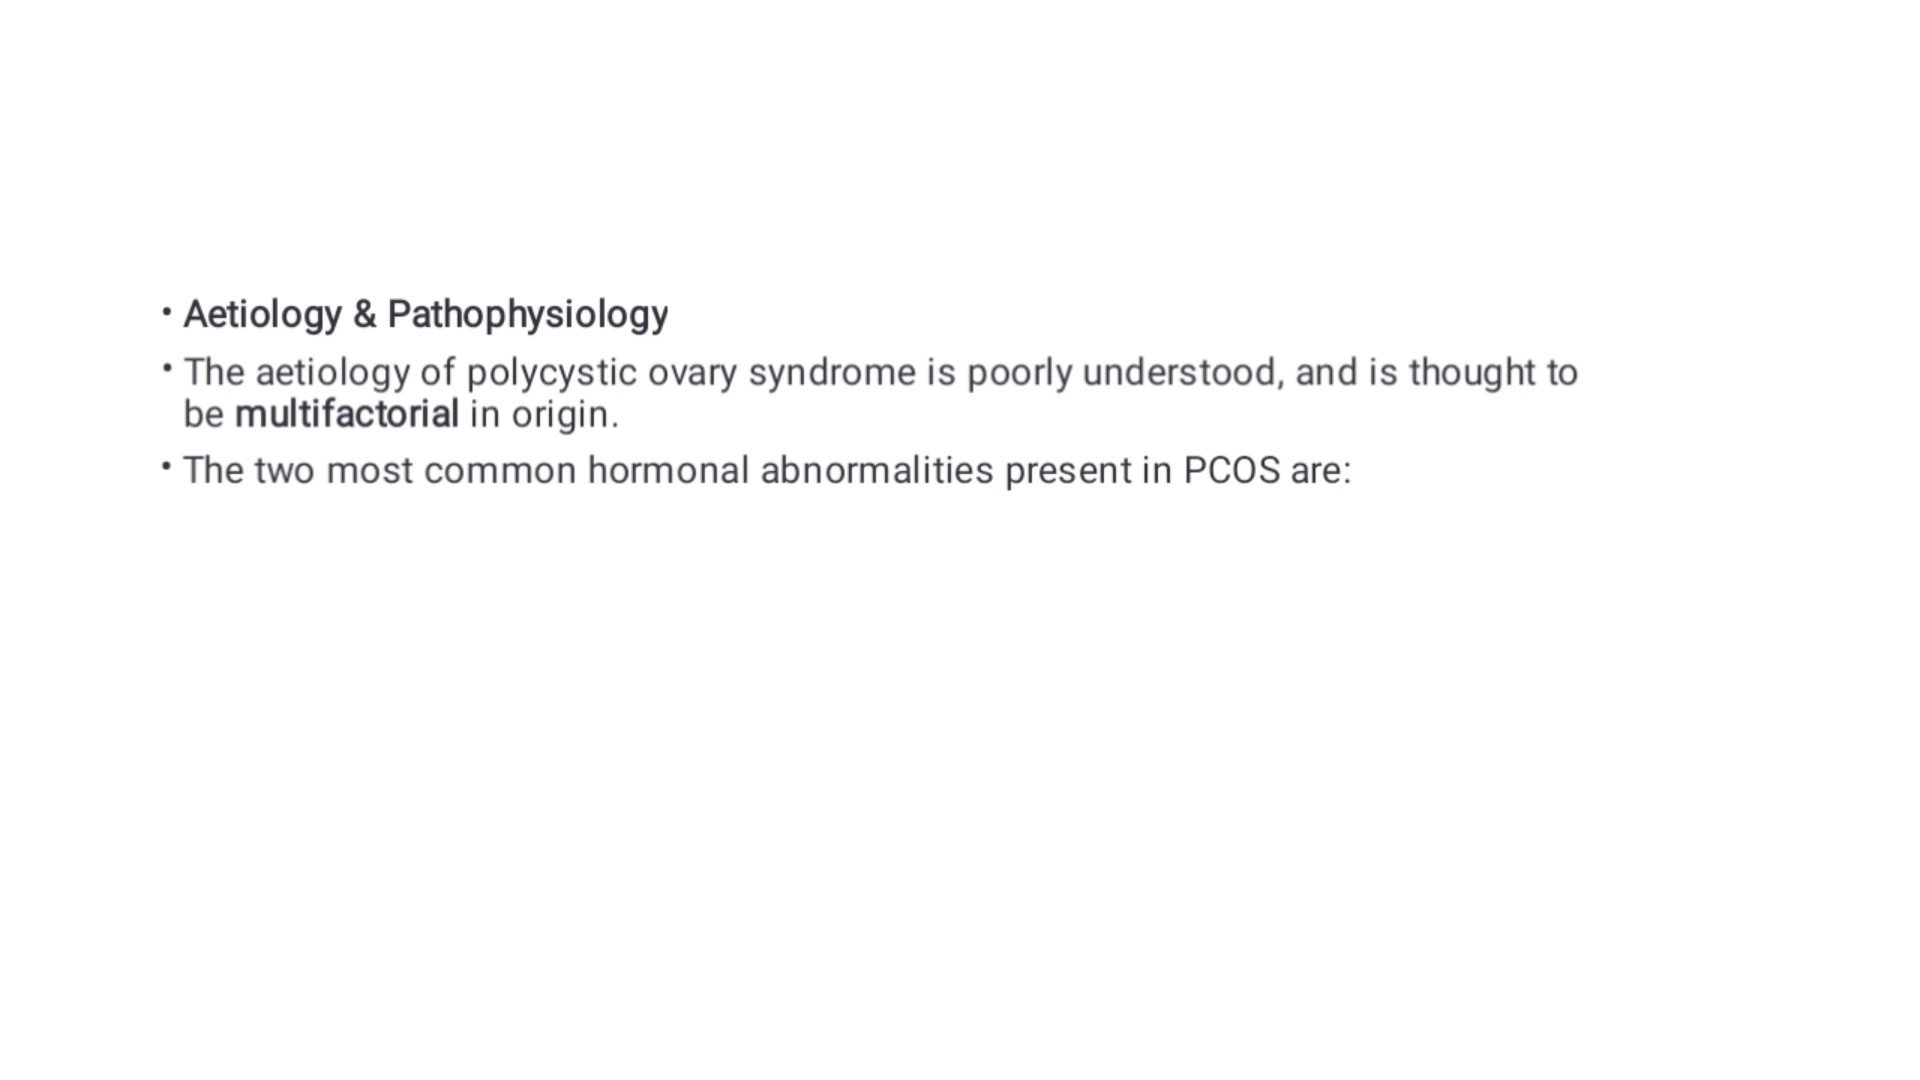 • Aetiology & Pathophysiology
• The aetiology of polycystic ovary syndrome is poorly understood, and is thought to
be multifactorial in origin.
• The two most common hormonal abnormalities present in PCOS are: